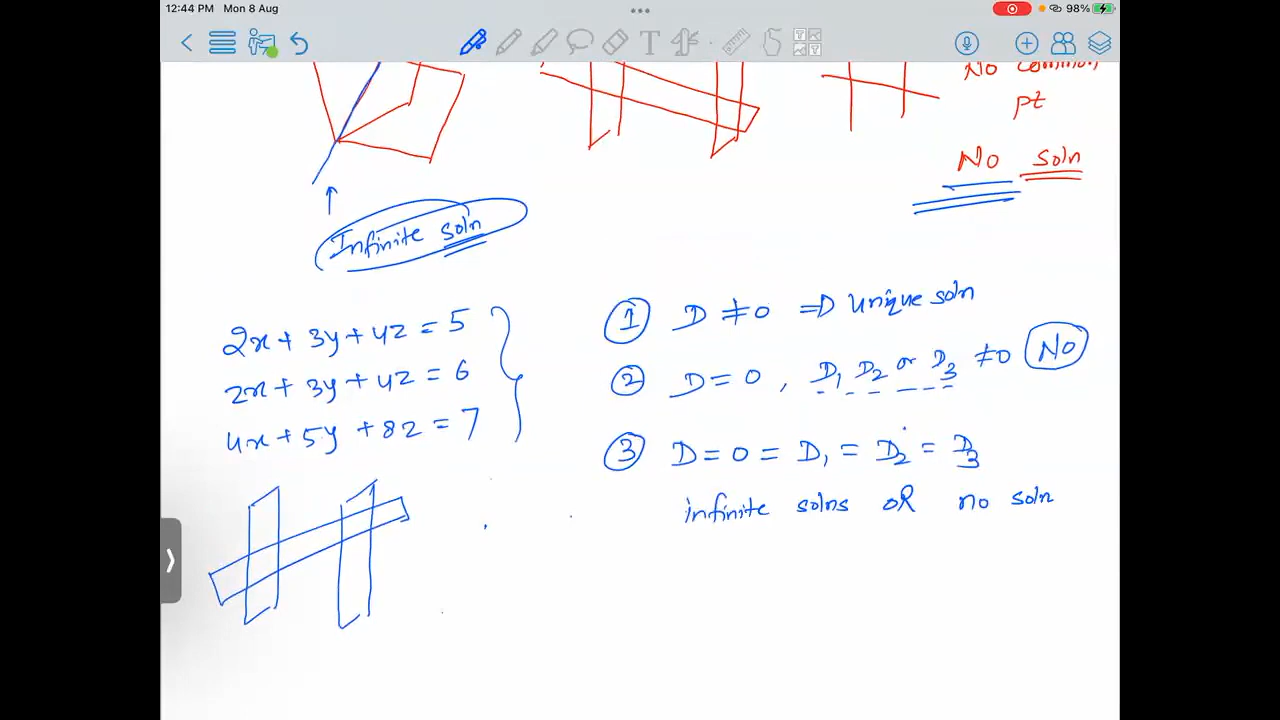 12:44 PM Mon 8 Aug
98%
T
No common
pt
No soln
Infinite soln
2x + 3y + 4z = 5
2x + 3y + 4z = 6
4x + 5y + 8z = 7
① D ≠ 0 ⇒ unique soln
② D = 0 , D₁ D₂ or D₃ ≠ 0 No
③ D = 0 = D₁ = D₂ = D₃
infinite solns OR no soln